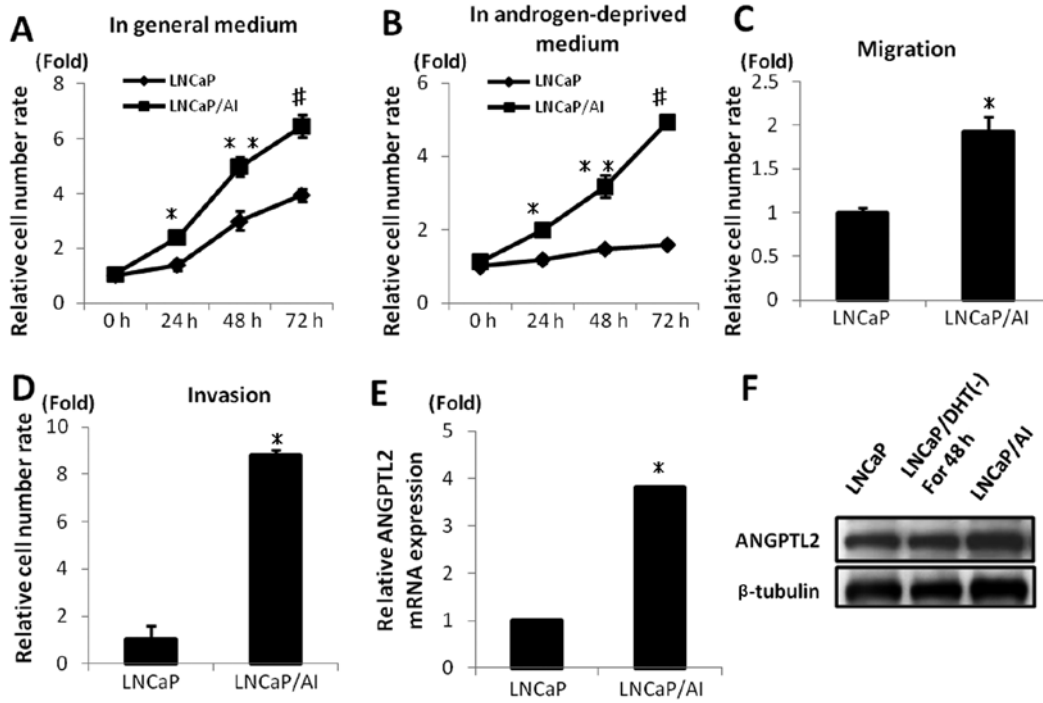 A
In general medium
(Fold)
Relative cell number rate
LNCaP
LNCaP/AI
8
6
4
2
0
*
* *
#
0 h 24 h 48 h 72 h
B
In androgen-deprived
medium
(Fold)
Relative cell number rate
LNCaP
LNCaP/AI
6
4
2
0
*
* *
#
0 h 24 h 48 h 72 h
C
Migration
(Fold)
Relative cell number rate
2.5
2
1.5
1
0.5
0
*
LNCaP LNCaP/AI
D
Invasion
(Fold)
Relative cell number rate
10
8
6
4
2
0
*
LNCaP LNCaP/AI
E
(Fold)
Relative ANGPTL2
mRNA expression
5
4
3
2
1
0
*
LNCaP LNCaP/AI
F
LNCaP
LNCaP/DHT(-)
For 48 h
LNCaP/AI
ANGPTL2
β-tubulin